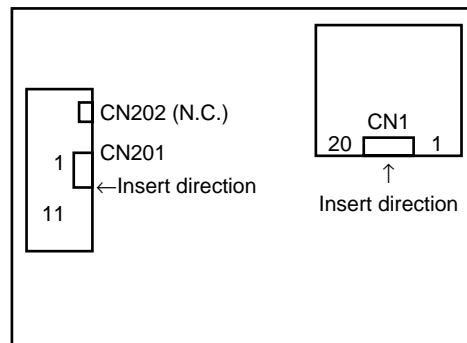 CN202 (N.C.)
CN201
1
←Insert direction
11
CN1
20
1
↑
Insert direction